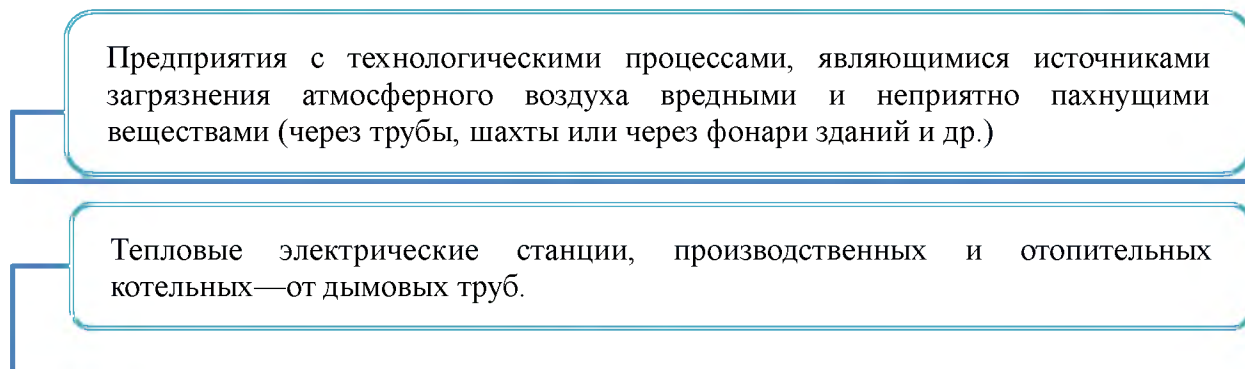 Предприятия с технологическими процессами, являющимися источниками
загрязнения атмосферного воздуха вредными и неприятно пахнущими
веществами (через трубы, шахты или через фонари зданий и др.)
Тепловые электрические станции, производственных и отопительных
котельных—от дымовых труб.